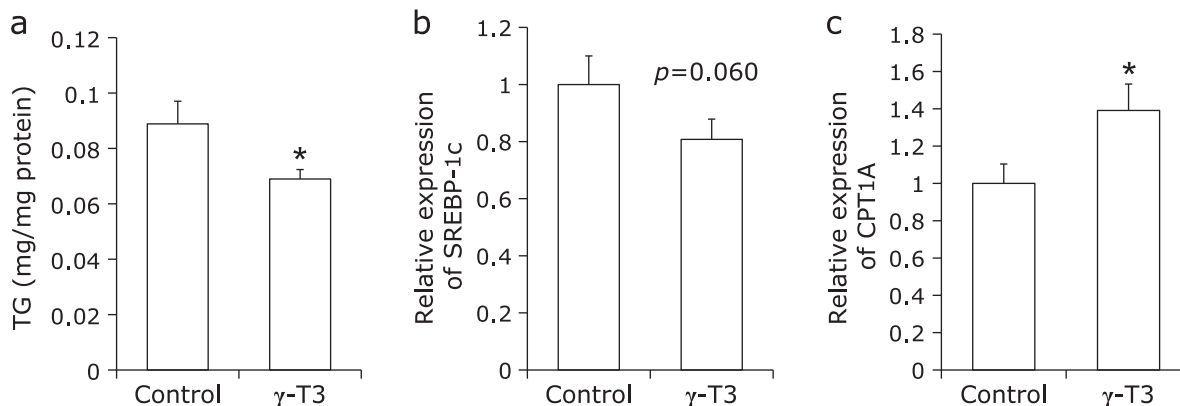 a
TG (mg/mg protein)
0.12
0.1
0.08
0.06
0.04
0.02
0
*
Control
γ-T3
b
Relative expression
of SREBP-1c
1.2
1
0.8
0.6
0.4
0.2
0
p=0.060
Control
γ-T3
c
Relative expression
of CPT1A
1.8
1.6
1.4
1.2
1
0.8
0.6
0.4
0.2
0
*
Control
γ-T3